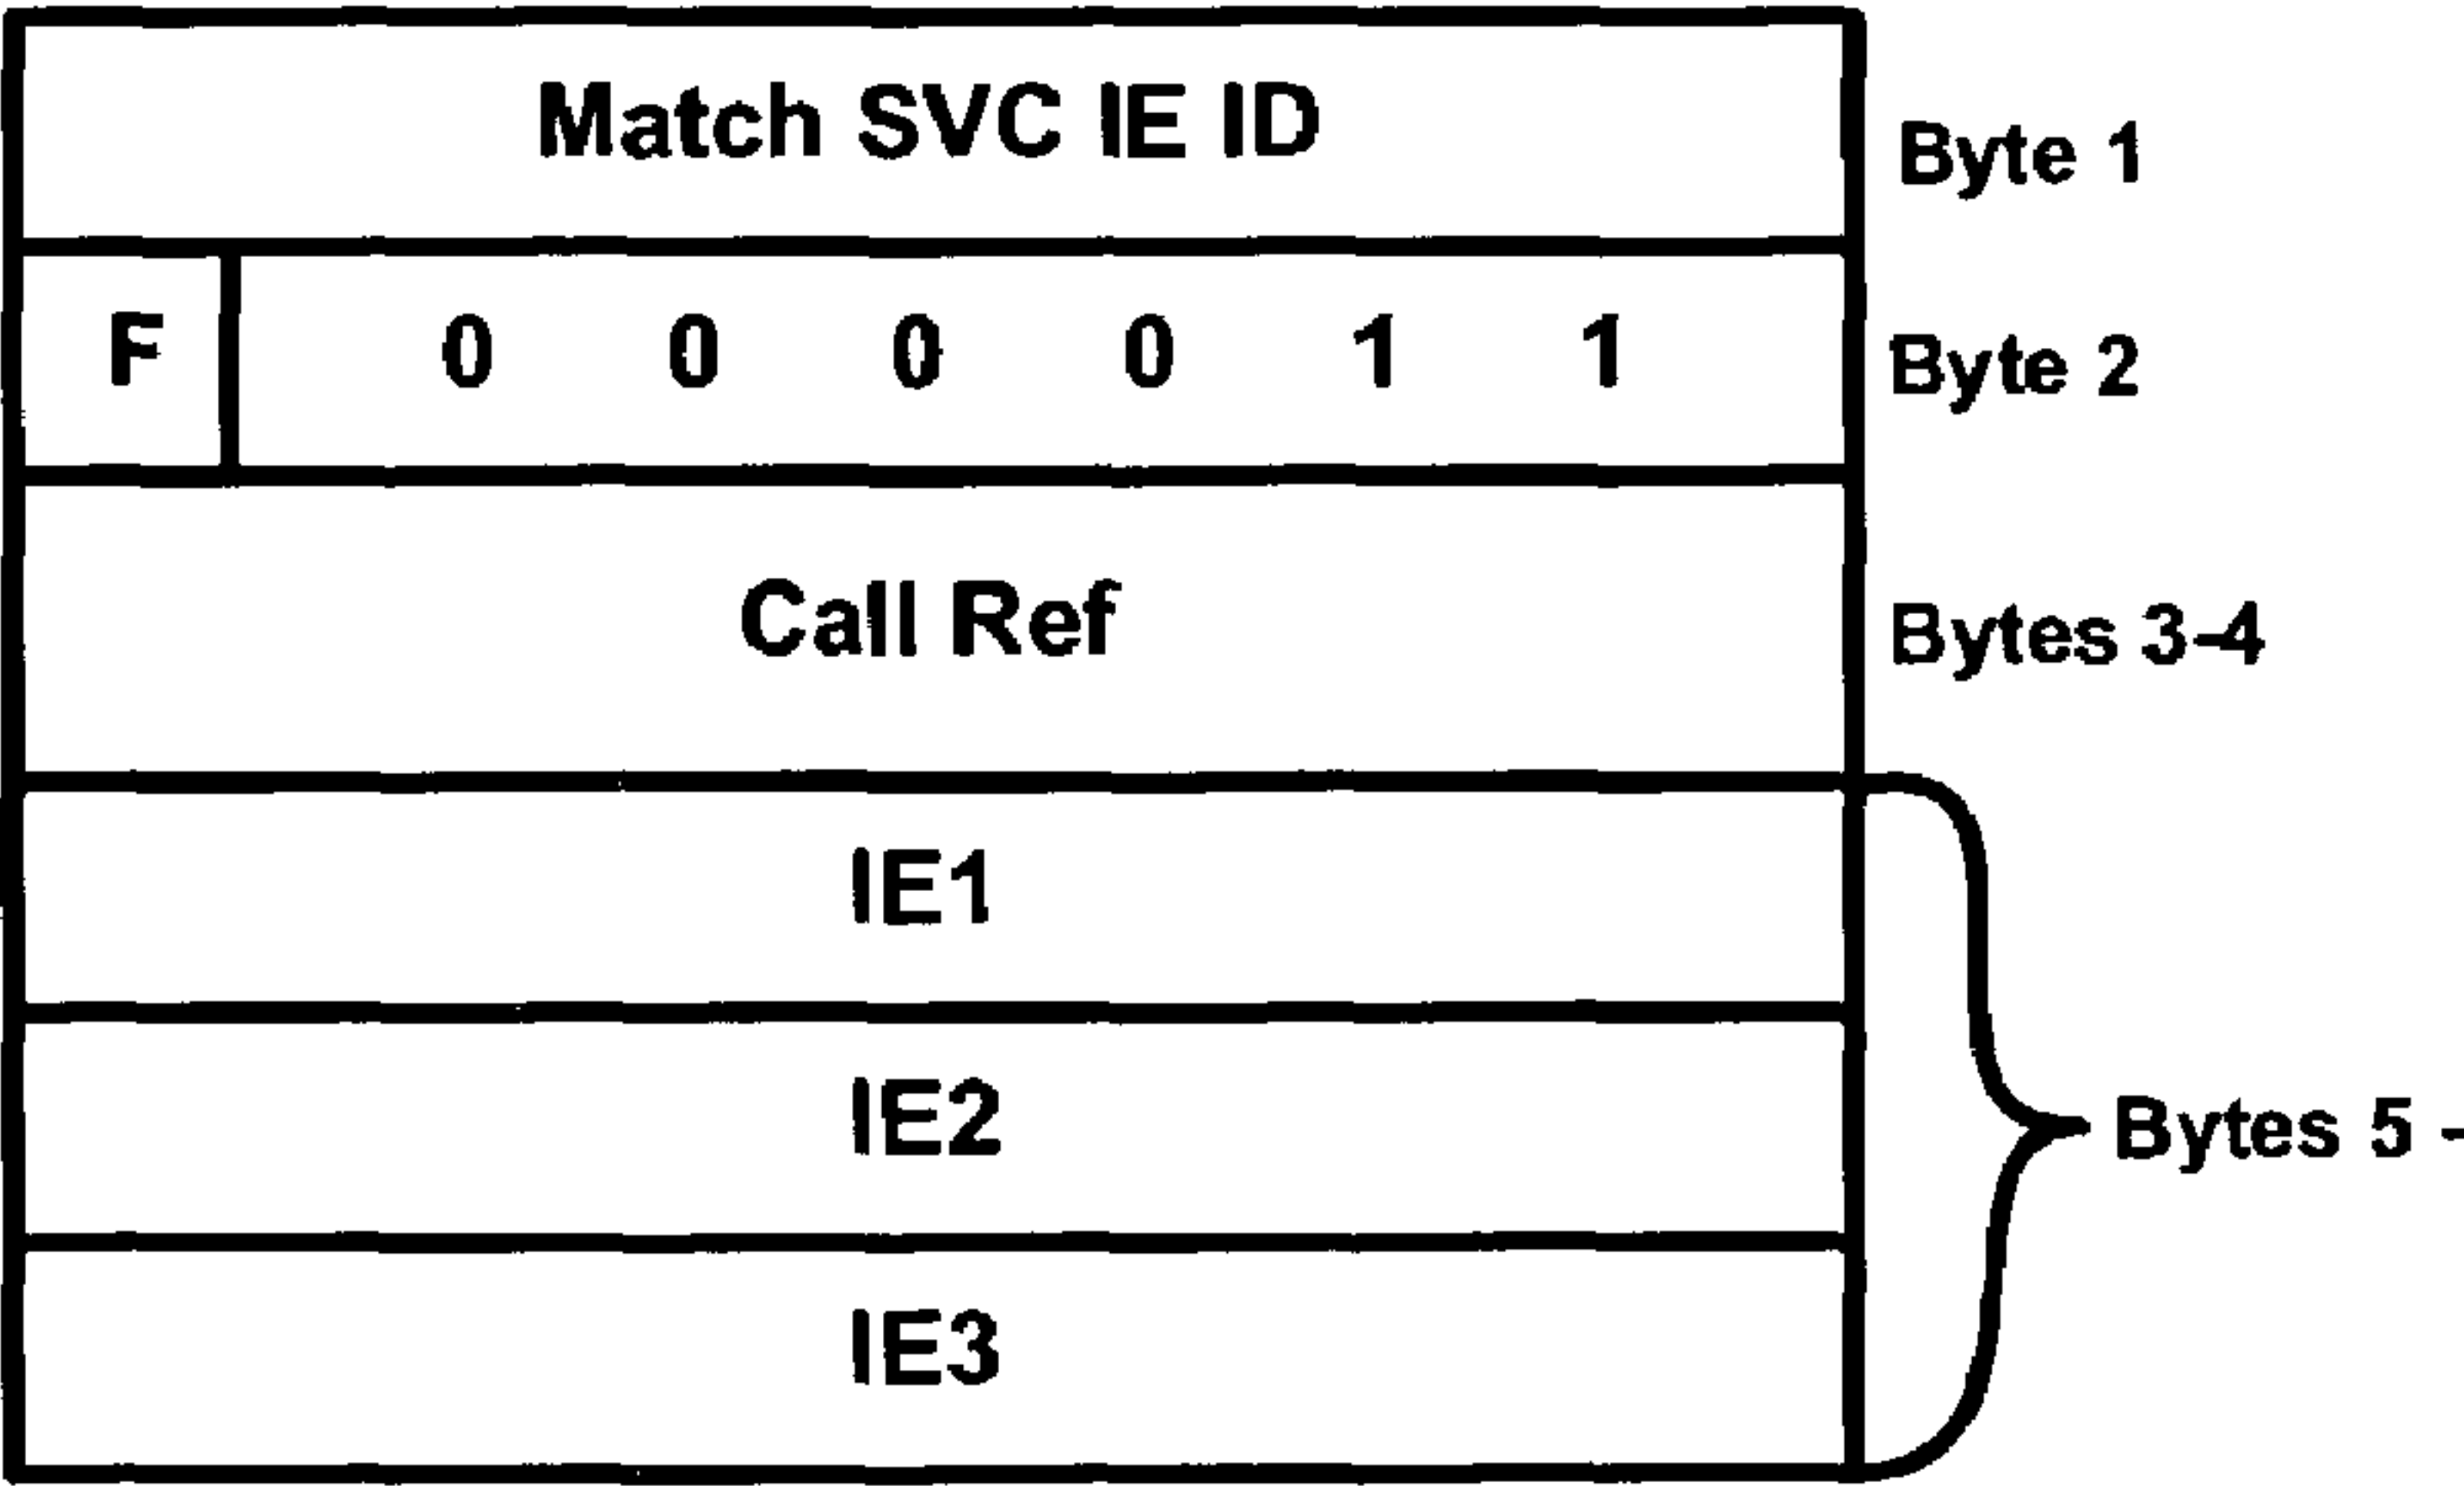 Match SVC IE ID Byte 1
F 0 0 0 0 1 1 Byte 2
Call Ref Bytes 3-4
IE1
IE2 Bytes 5 -
IE3